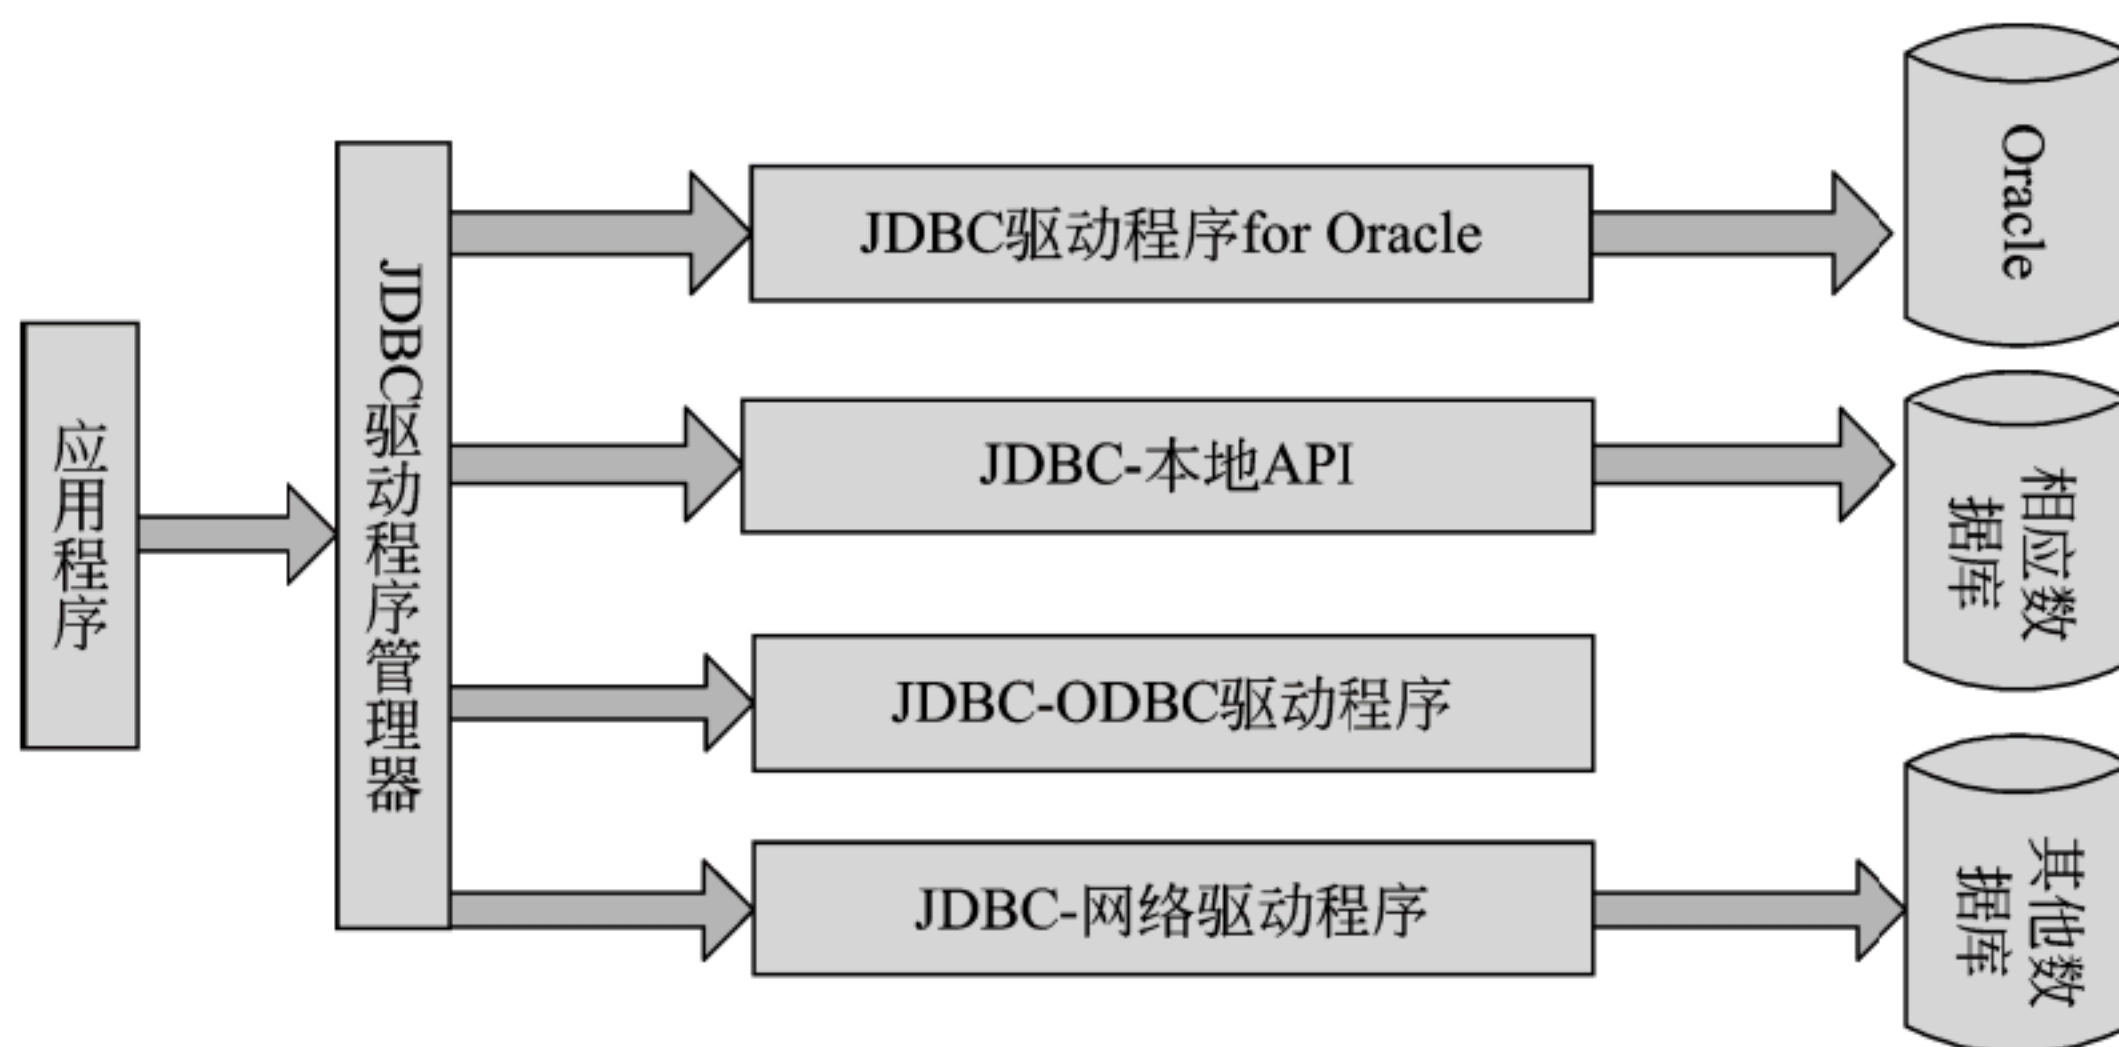 应用程序
JDBC驱动程序管理器
JDBC驱动程序for Oracle
Oracle
JDBC-本地API
相应数
据库
JDBC-ODBC驱动程序
JDBC-网络驱动程序
其他数
据库